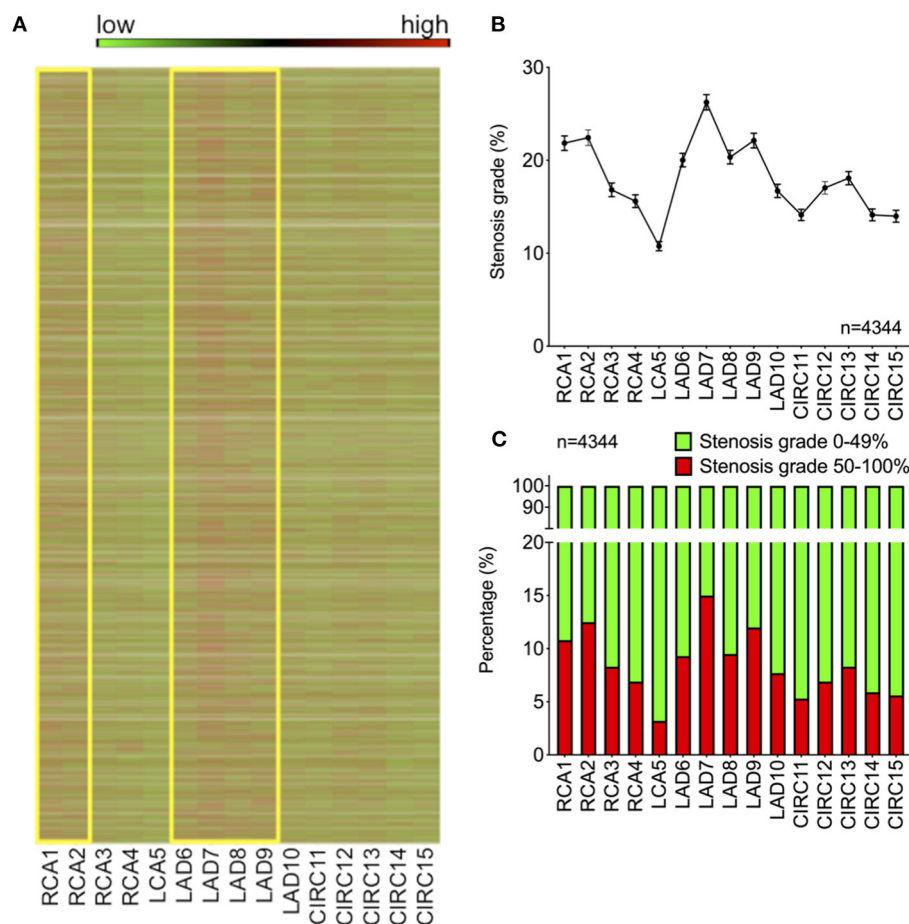 A
low high
RCA1 RCA2 RCA3 RCA4 LCA5 LAD6 LAD7 LAD8 LAD9 LAD10 CIRC11 CIRC12 CIRC13 CIRC14 CIRC15
B
30
20
10
0
Stenosis grade (%)
n=4344
RCA1 RCA2 RCA3 RCA4 LCA5 LAD6 LAD7 LAD8 LAD9 LAD10 CIRC11 CIRC12 CIRC13 CIRC14 CIRC15
C
n=4344
Stenosis grade 0-49%
Stenosis grade 50-100%
100
90
20
15
10
5
0
Percentage (%)
RCA1 RCA2 RCA3 RCA4 LCA5 LAD6 LAD7 LAD8 LAD9 LAD10 CIRC11 CIRC12 CIRC13 CIRC14 CIRC15